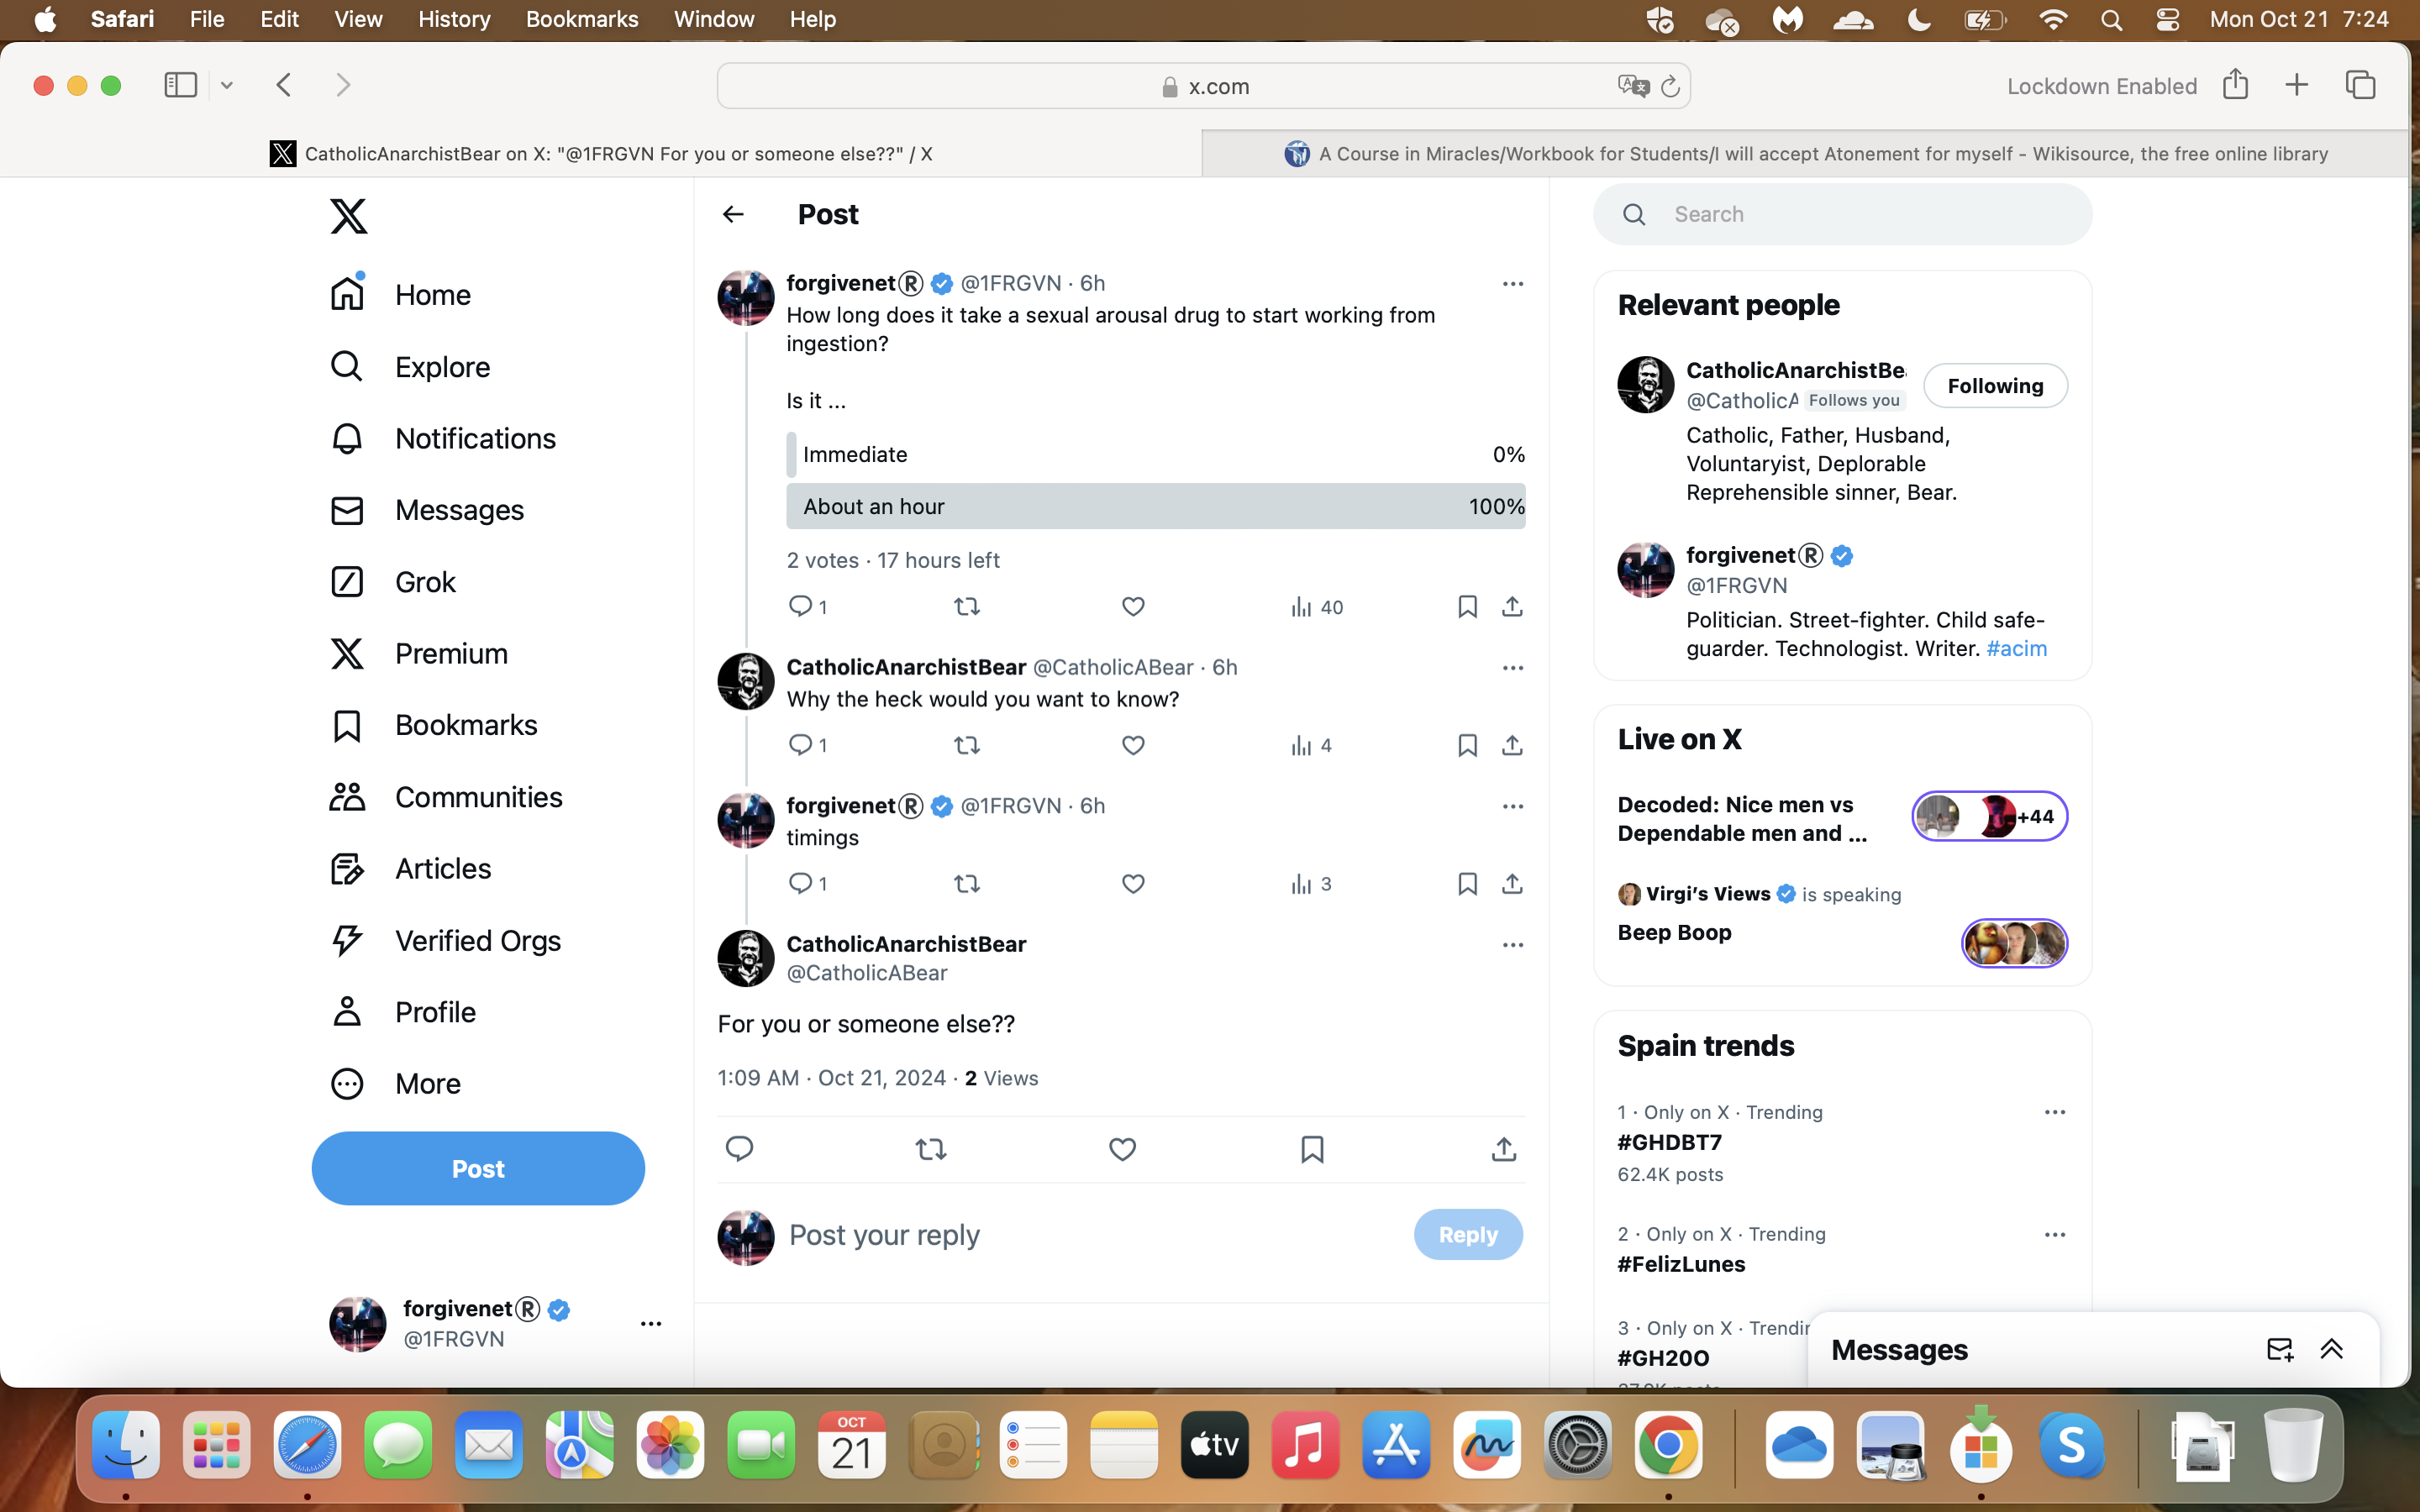 Safari File Edit View History Bookmarks Window Help Mon Oct 21 7:24
x.com
Lockdown Enabled
CatholicAnarchistBear on X: "@1FRGVN For you or someone else??" / X
A Course in Miracles/Workbook for Students/I will accept Atonement for myself - Wikisource, the free online library
Home
Explore
Notifications
Messages
Grok
Premium
Bookmarks
Communities
Articles
Verified Orgs
Profile
More
Post
forgivenet®
@1FRGVN
Post
forgivenet® @1FRGVN · 6h
How long does it take a sexual arousal drug to start working from
ingestion?
Is it ...
Immediate 0%
About an hour 100%
2 votes · 17 hours left
1 40
CatholicAnarchistBear @CatholicABear · 6h
Why the heck would you want to know?
1 4
forgivenet® @1FRGVN · 6h
timings
1 3
CatholicAnarchistBear
@CatholicABear
For you or someone else??
1:09 AM · Oct 21, 2024 · 2 Views
Post your reply
Reply
Search
Relevant people
CatholicAnarchistBe
@CatholicA Follows you
Following
Catholic, Father, Husband,
Voluntaryist, Deplorable
Reprehensible sinner, Bear.
forgivenet®
@1FRGVN
Politician. Street-fighter. Child safe-
guarder. Technologist. Writer. #acim
Live on X
Decoded: Nice men vs
Dependable men and ...
+44
Virgi's Views is speaking
Beep Boop
Spain trends
1 · Only on X · Trending
#GHDBT7
62.4K posts
2 · Only on X · Trending
#FelizLunes
3 · Only on X · Trendin
#GH20O
Messages
OCT
21
tv